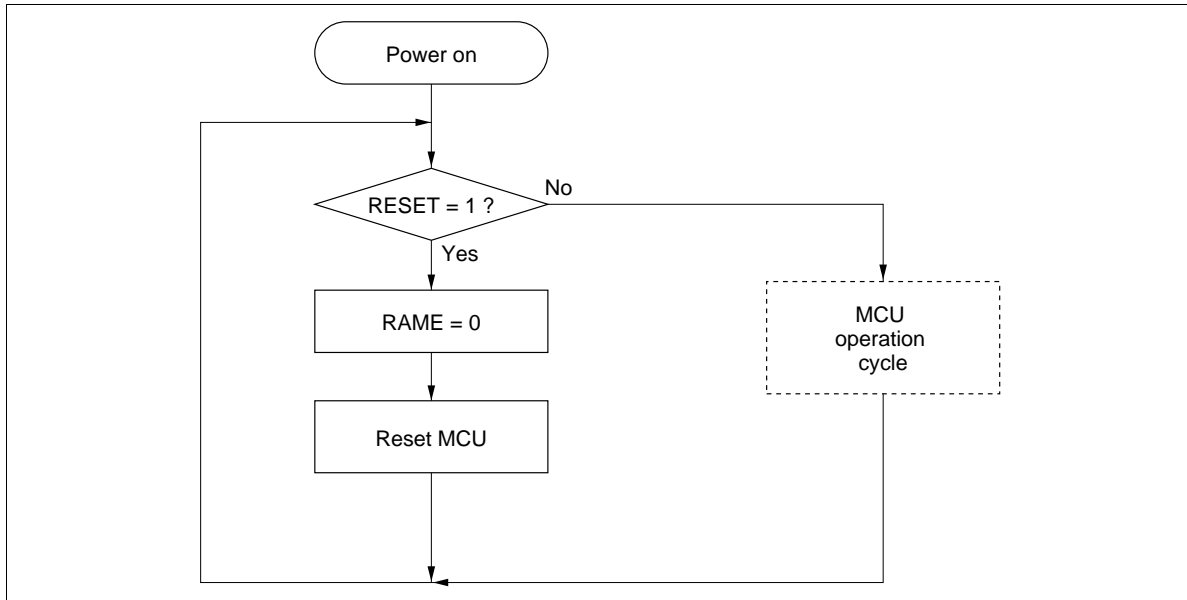 Power on
RESET = 1 ?
No
Yes
RAME = 0
MCU
operation
cycle
Reset MCU